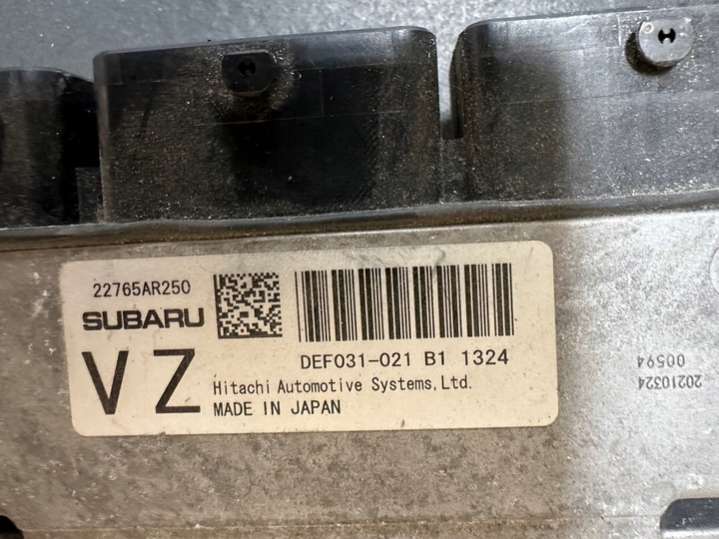 22765AR250
SUBARU
VZ
DEF031-021 B1 1324
Hitachi Automotive Systems, Ltd.
MADE IN JAPAN
20210324
00594